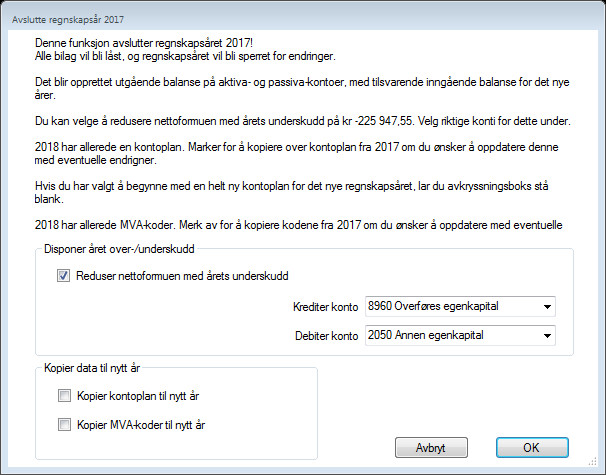 Avslutte regnskapsår 2017
Denne funksjon avslutter regnskapsåret 2017!
Alle bilag vil bli låst, og regnskapsåret vil bli sperret for endringer.
Det blir opprettet utgående balanse på aktiva- og passiva-kontoer, med tilsvarende inngående balanse for det nye
årer.
Du kan velge å redusere nettoformuen med årets underskudd på kr -225 947,55. Velg riktige konti for dette under.
2018 har allerede en kontoplan. Marker for å kopiere over kontoplan fra 2017 om du ønsker å oppdatere denne
med eventuelle endrigner.
Hvis du har valgt å begynne med en helt ny kontoplan for det nye regnskapsåret, lar du avkryssningsboks stå
blank.
2018 har allerede MVA-koder. Merk av for å kopiere kodene fra 2017 om du ønsker å oppdatere med eventuelle
Disponer året over-/underskudd
Reduser nettoformuen med årets underskudd
Krediter konto 8960 Overføres egenkapital
Debiter konto 2050 Annen egenkapital
Kopier data til nytt år
Kopier kontoplan til nytt år
Kopier MVA-koder til nytt år
Avbryt OK